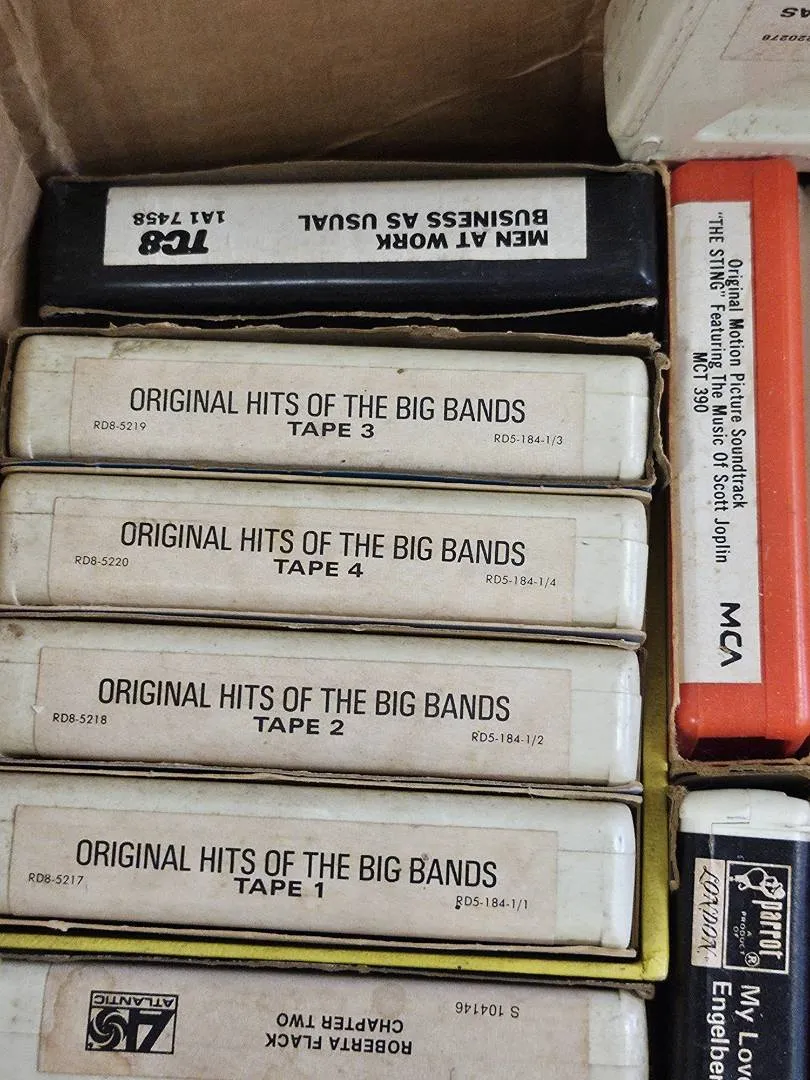 MEN AT WORK
BUSINESS AS USUAL
1A1 7458
TC8
ORIGINAL HITS OF THE BIG BANDS
TAPE 3
RD8-5219
RD5-184-1/3
ORIGINAL HITS OF THE BIG BANDS
TAPE 4
RD8-5220
RD5-184-1/4
ORIGINAL HITS OF THE BIG BANDS
TAPE 2
RD8-5218
RD5-184-1/2
ORIGINAL HITS OF THE BIG BANDS
TAPE 1
RD8-5217
RD5-184-1/1
ROBERTA FLACK
CHAPTER TWO
S 104146
ATLANTIC
Original Motion Picture Soundtrack
"THE STING" Featuring The Music Of Scott Joplin
MCT 390
MCA
parrot
A PRODUCT OF
LONDON
My Lov
Engelber